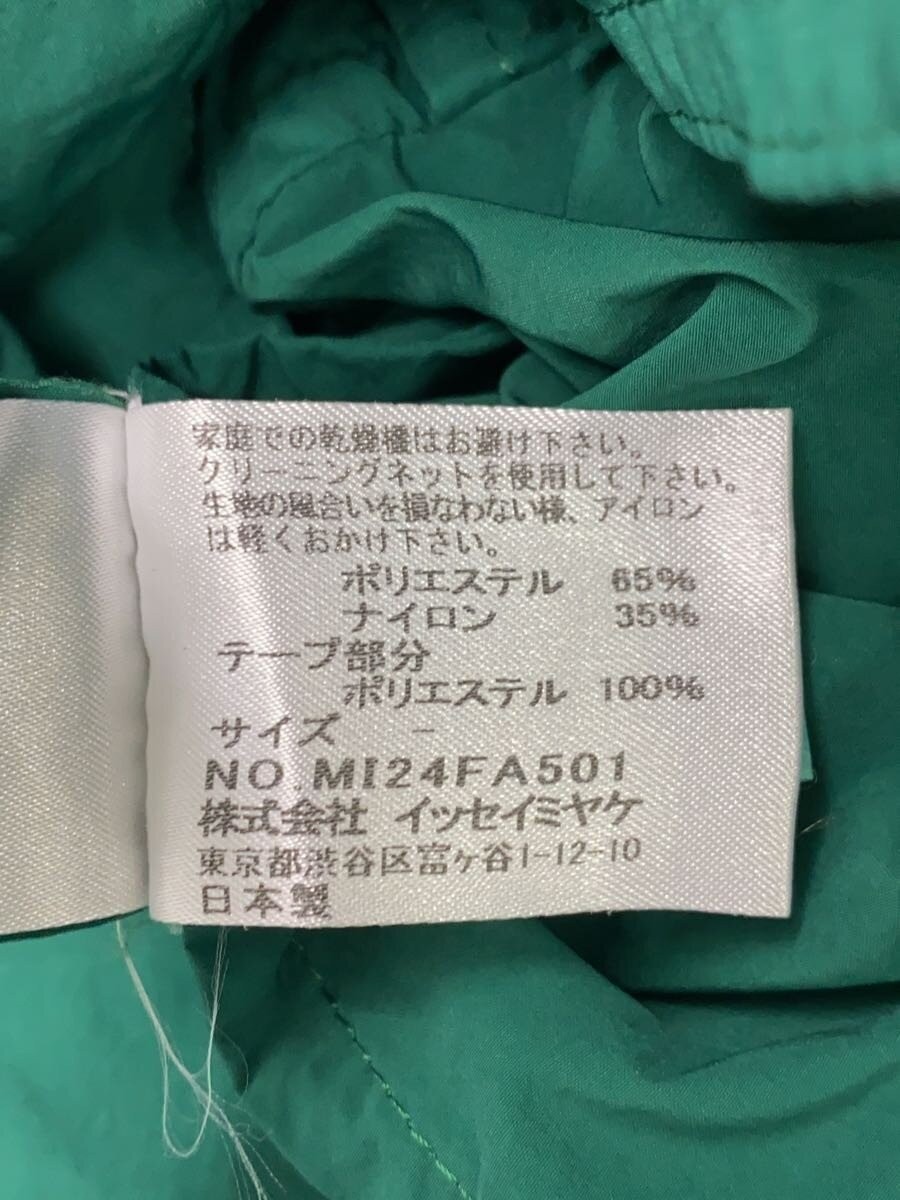 家庭での乾燥機はお避け下さい。
クリーニングネットを使用して下さい。
生地の風合いを損なわない様、アイロン
は軽くおかけ下さい。
ポリエステル 65%
ナイロン 35%
テープ部分
ポリエステル 100%
サイズ -
NO.MI24FA501
株式会社 イッセイミヤケ
東京都渋谷区富ヶ谷1-12-10
日本製